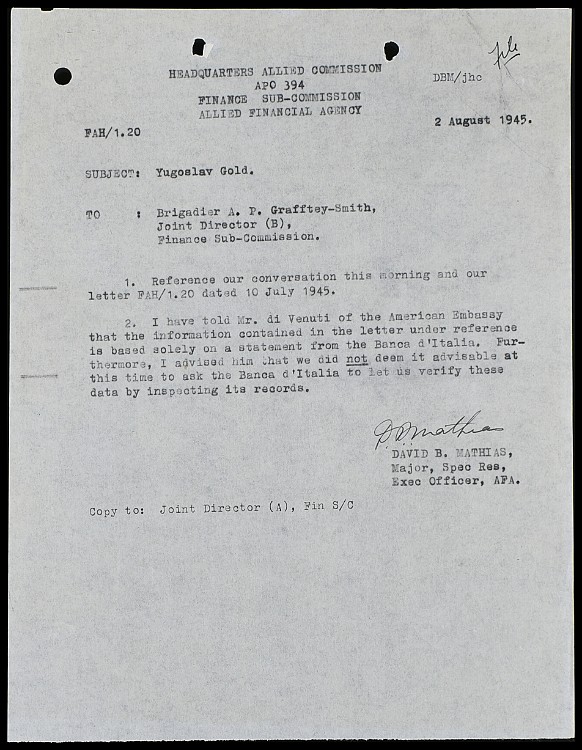 file
HEADQUARTERS ALLIED COMMISSION
APO 394
FINANCE SUB-COMMISSION
ALLIED FINANCIAL AGENCY
DBM/jhc
2 August 1945.
FAH/1.20
SUBJECT: Yugoslav Gold.
TO : Brigadier A. P. Grafftey-Smith,
Joint Director (B),
Finance Sub-Commission.
1. Reference our conversation this morning and our
letter FAH/1.20 dated 10 July 1945.
2. I have told Mr. di Venuti of the American Embassy
that the information contained in the letter under reference
is based solely on a statement from the Banca d'Italia. Fur-
thermore, I advised him that we did not deem it advisable at
this time to ask the Banca d'Italia to let us verify these
data by inspecting its records.
D.B. Mathias
DAVID B. MATHIAS,
Major, Spec Res,
Exec Officer, AFA.
Copy to: Joint Director (A), Fin S/C